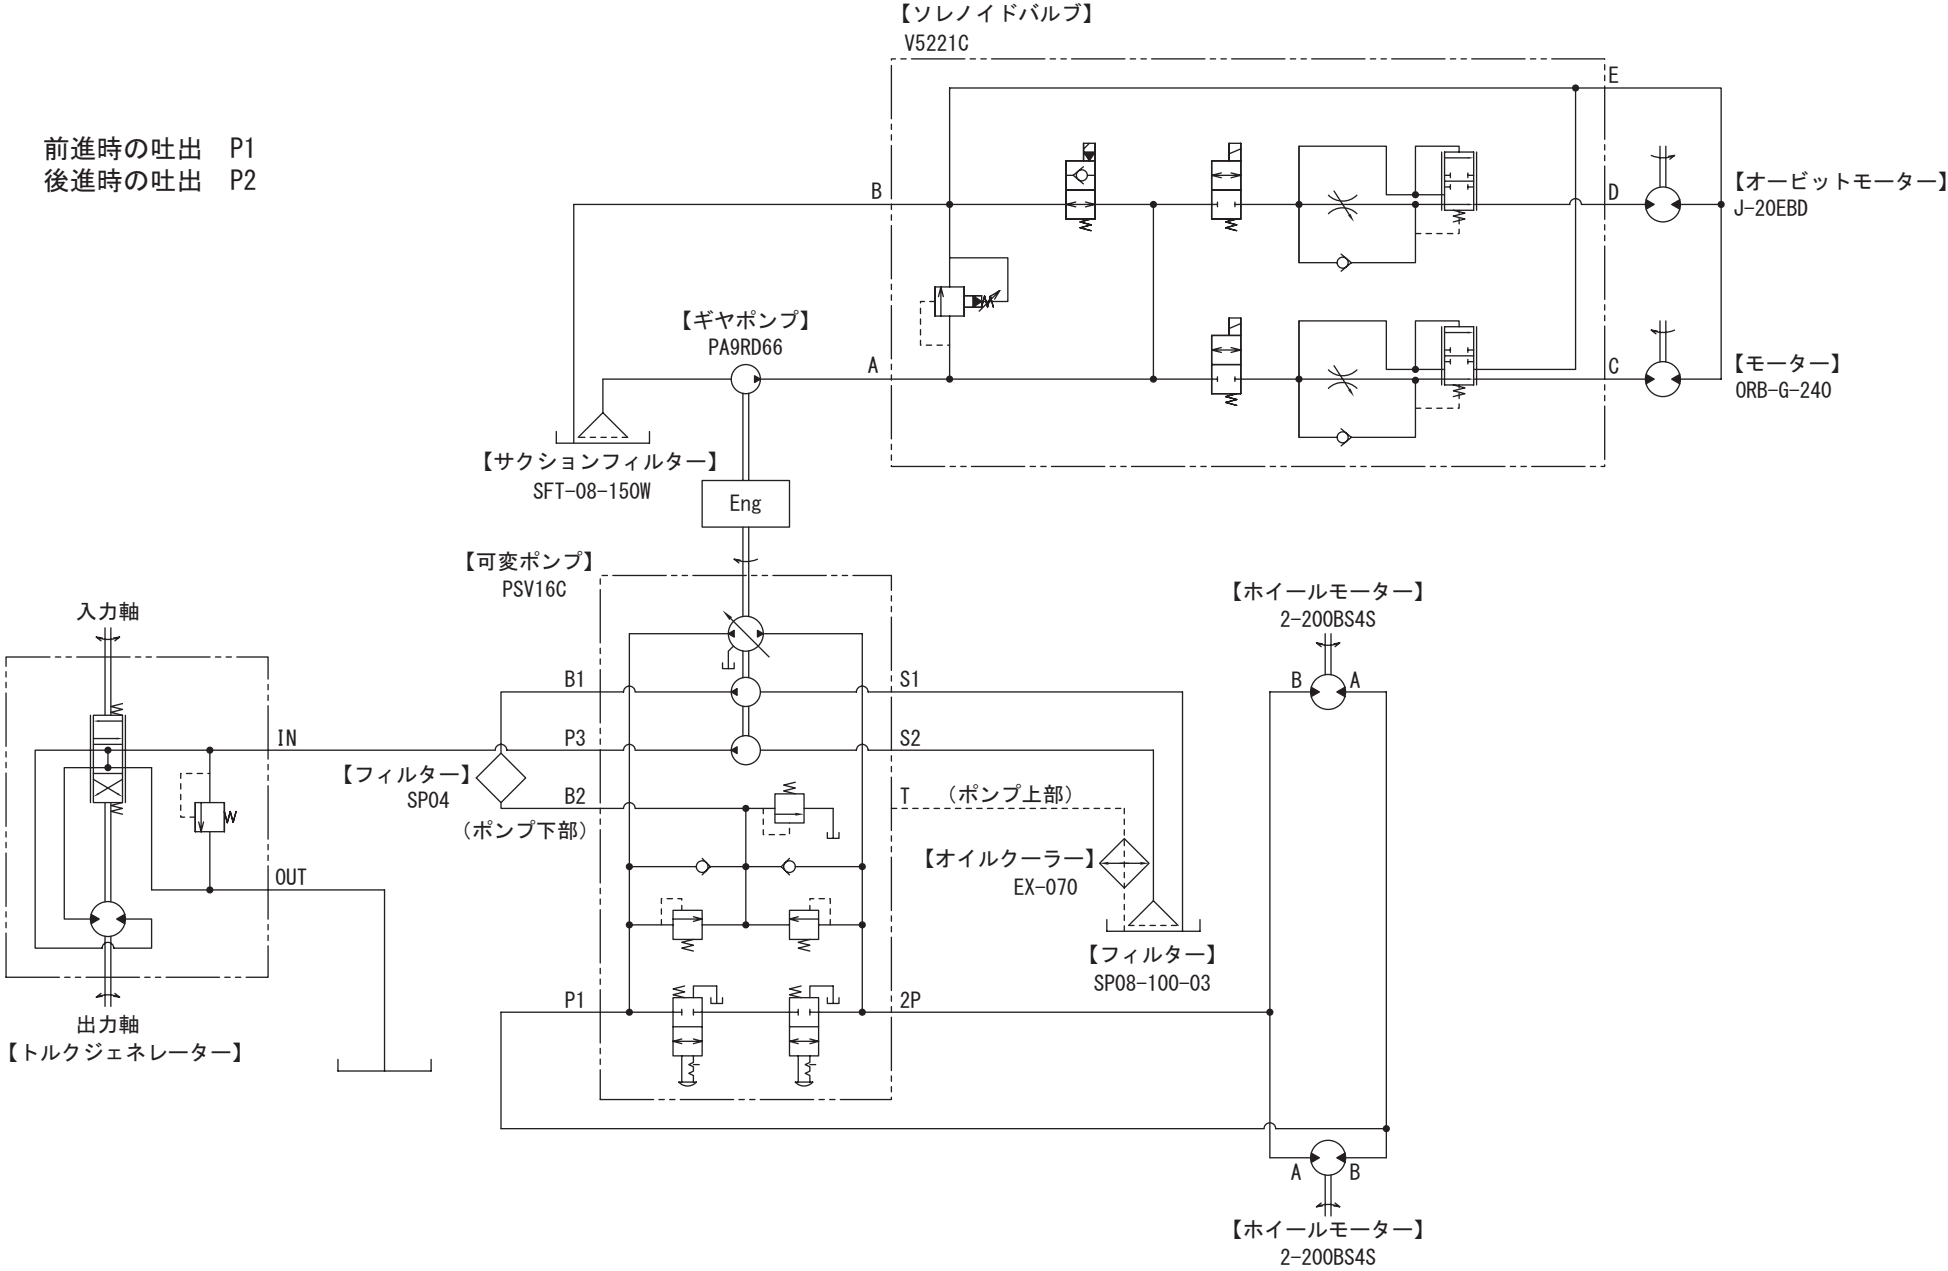 【ソレノイドバルブ】
V5221C
前進時の吐出 P1
後進時の吐出 P2
E
B
D
【オービットモーター】
J-20EBD
【ギヤポンプ】
PA9RD66
A
C
【モーター】
ORB-G-240
【サクションフィルター】
SFT-08-150W
Eng
【可変ポンプ】
PSV16C
【ホイールモーター】
2-200BS4S
入力軸
B1
S1
B
A
IN
P3
S2
【フィルター】
SP04
B2
(ポンプ下部)
T
(ポンプ上部)
【オイルクーラー】
EX-070
OUT
【フィルター】
SP08-100-03
P1
2P
出力軸
【トルクジェネレーター】
A
B
【ホイールモーター】
2-200BS4S